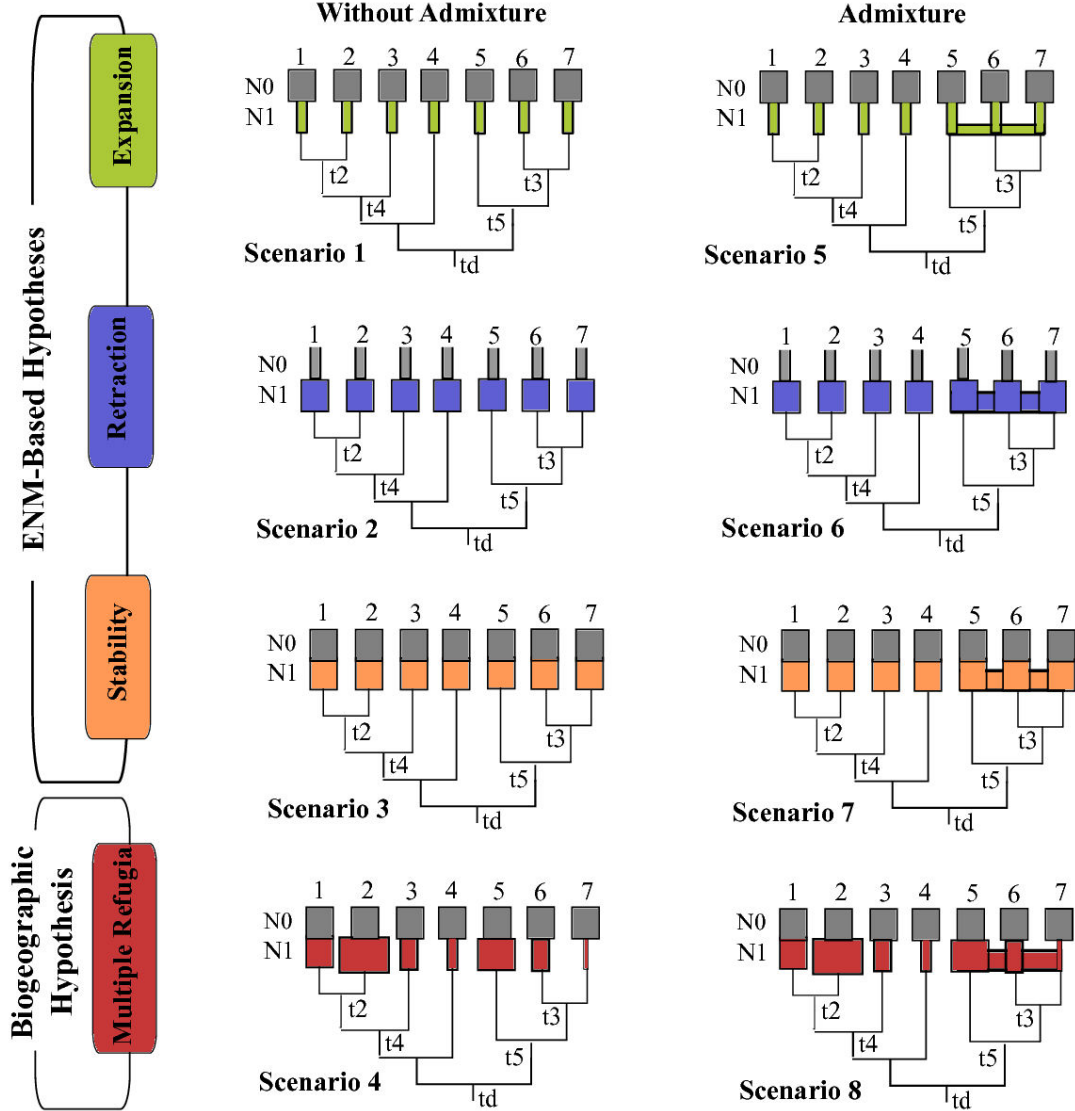 Without Admixture
Admixture
ENM-Based Hypotheses
Expansion
1 2 3 4 5 6 7
N0
N1
t2
t3
t4
t5
Scenario 1
td
1 2 3 4 5 6 7
N0
N1
t2
t3
t4
t5
Scenario 5
td
Retraction
1 2 3 4 5 6 7
N0
N1
t2
t3
t4
t5
Scenario 2
td
1 2 3 4 5 6 7
N0
N1
t2
t3
t4
t5
Scenario 6
td
Stability
1 2 3 4 5 6 7
N0
N1
t2
t3
t4
t5
Scenario 3
td
1 2 3 4 5 6 7
N0
N1
t2
t3
t4
t5
Scenario 7
td
Biogeographic
Hypothesis
Multiple Refugia
1 2 3 4 5 6 7
N0
N1
t2
t3
t4
t5
Scenario 4
td
1 2 3 4 5 6 7
N0
N1
t2
t3
t4
t5
Scenario 8
td